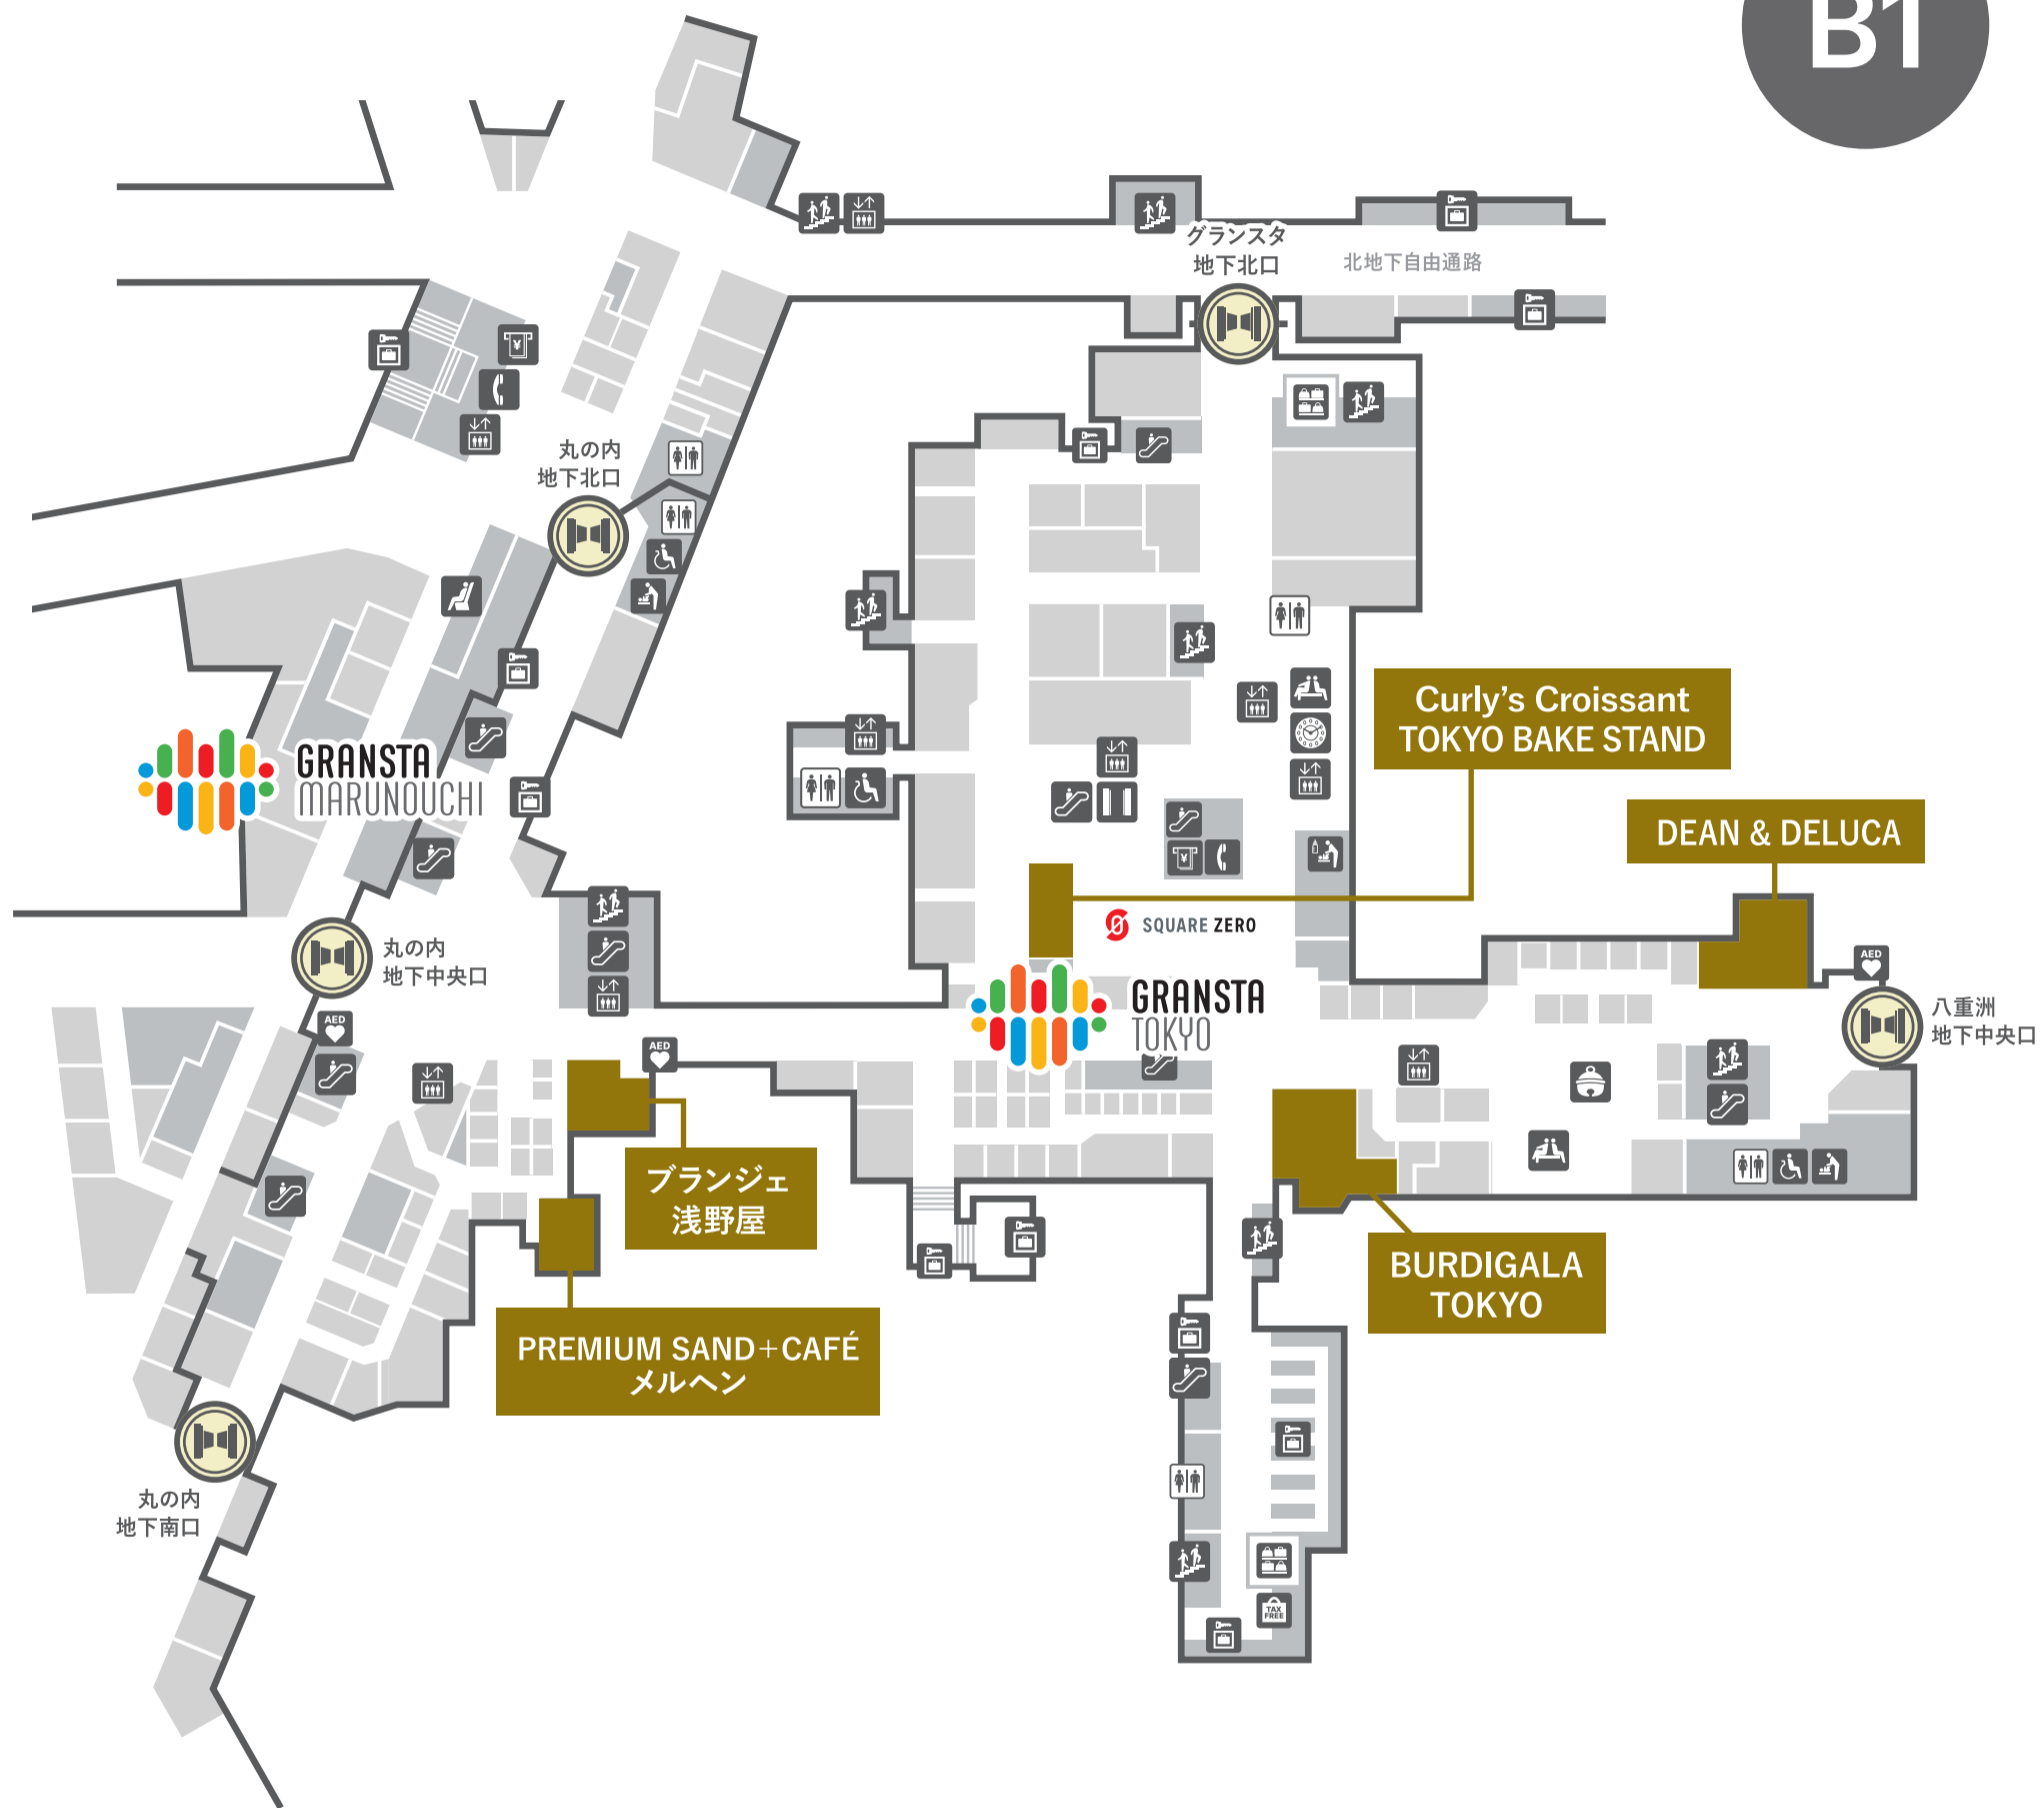 B1
グランスタ
地下北口
北地下自由通路
丸の内
地下北口
Curly's Croissant
TOKYO BAKE STAND
GRANSTA
MARUNOUCHI
DEAN & DELUCA
SQUARE ZERO
丸の内
地下中央口
AED
GRANSTA
TOKYO
八重洲
地下中央口
AED
AED
ブランジェ
浅野屋
BURDIGALA
TOKYO
PREMIUM SAND+CAFÉ
メルヘン
丸の内
地下南口
TAX
FREE